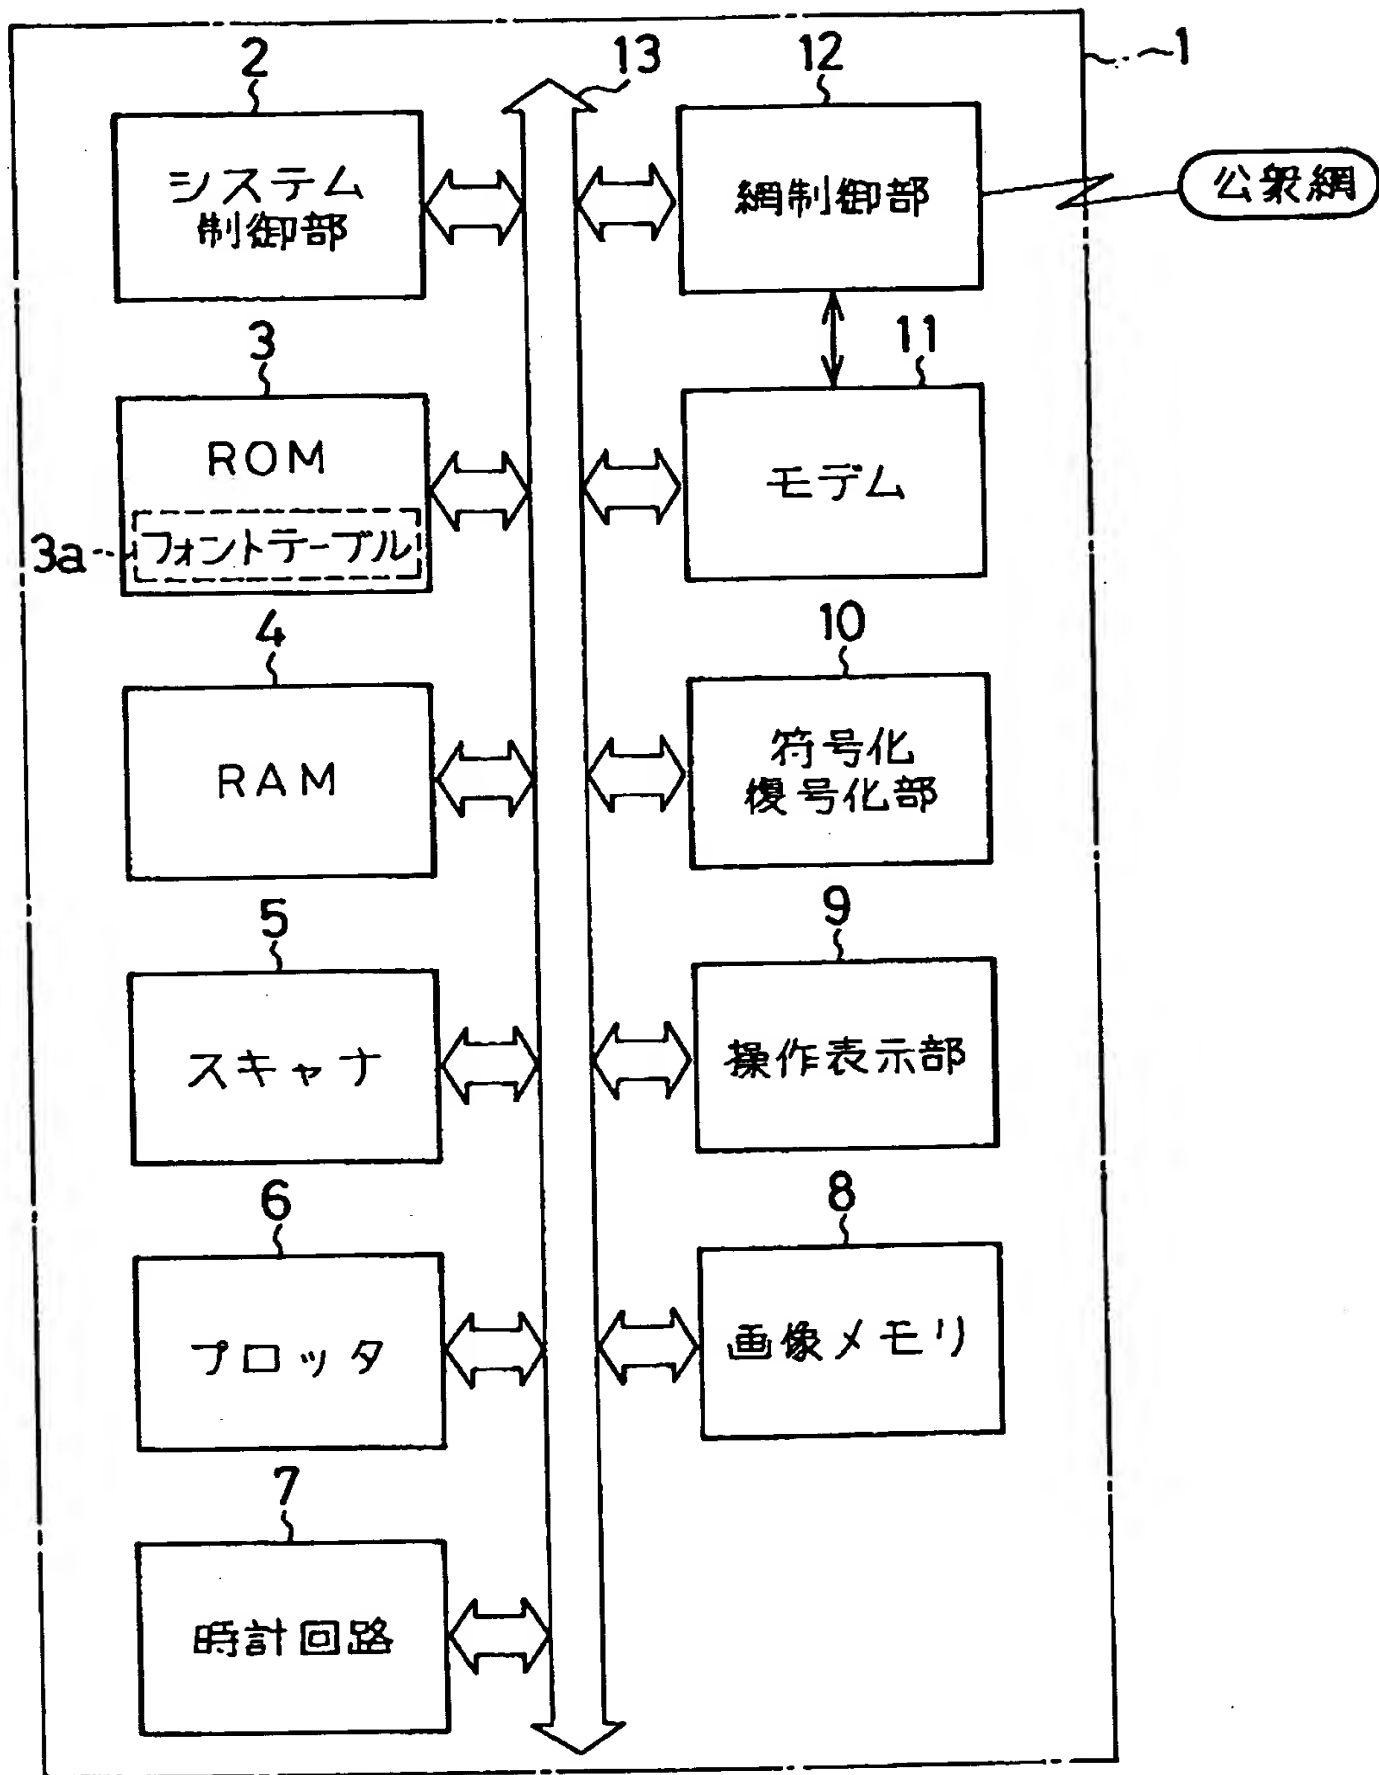 1
2
システム
制御部
13
12
網制御部
公衆網
3
ROM
3a
フォントテーブル
11
モデム
4
RAM
10
符号化
復号化部
5
スキャナ
9
操作表示部
6
プロッタ
8
画像メモリ
7
時計回路